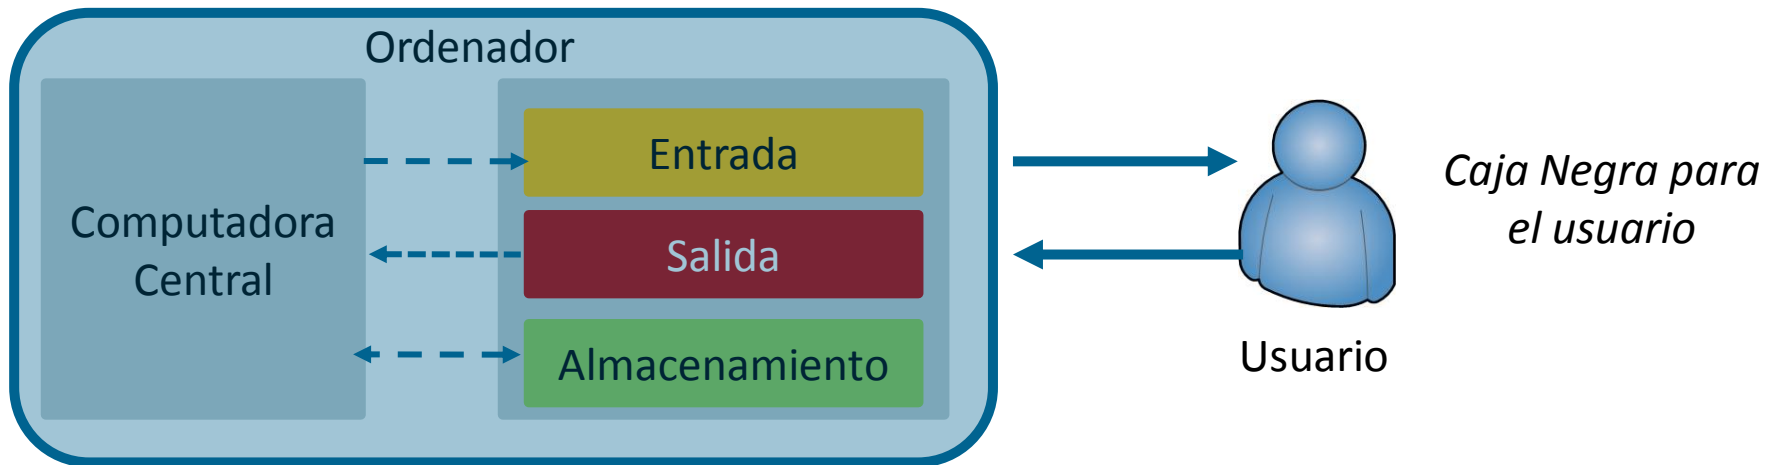 Ordenador
Computadora
Central
Entrada
Salida
Almacenamiento
Usuario
Caja Negra para
el usuario